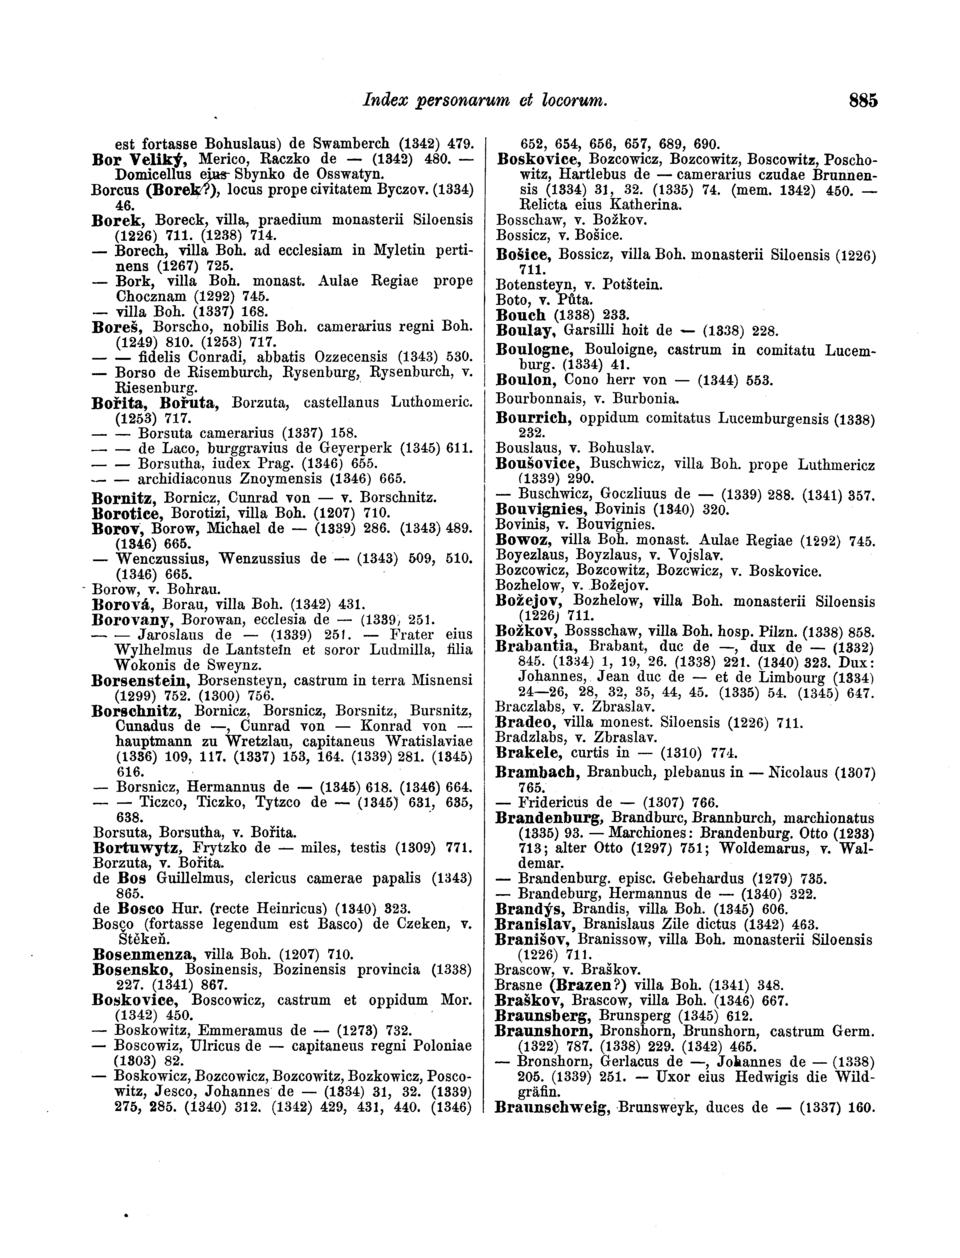 Index personarum et locorum. 885
est fortasse Bohuslaus) de Swamberch (1342) 479.
Bor Veliký, Merico, Raczko de — (1342) 480. —
Domicellus ejus Sbynko de Osswatyn.
Borcus (Borek?), locus prope civitatem Byczov. (1334)
46.
Borek, Boreck, villa, praedium monasterii Siloensis
(1226) 711. (1238) 714.
— Borech, villa Boh. ad ecclesiam in Myletin perti-
nens (1267) 725.
— Bork, villa Boh. monast. Aulae Regiae prope
Chocznam (1292) 745.
— villa Boh. (1337) 168.
Boreš, Borscho, nobilis Boh. camerarius regni Boh.
(1249) 810. (1253) 717.
— — fidelis Conradi, abbatis Ozzecensis (1343) 530.
— Borso de Risemburch, Rysenburg, Rysenburch, v.
Riesenburg.
Bořita, Bořuta, Borzuta, castellanus Luthomeric.
(1253) 717.
— — Borsuta camerarius (1337) 158.
— — de Laco, burggravius de Geyerperk (1345) 611.
— — Borsutha, iudex Prag. (1346) 655.
— — archidiaconus Znoymensis (1346) 665.
Bornitz, Bornicz, Cunrad von — v. Borschnitz.
Borotice, Borotizi, villa Boh. (1207) 710.
Borov, Borow, Michael de — (1339) 286. (1343) 489.
(1346) 665.
— Wenczussius, Wenzussius de — (1343) 509, 510.
(1346) 665.
Borow, v. Bohrau.
Borová, Borau, villa Boh. (1342) 431.
Borovany, Borowan, ecclesia de — (1339) 251.
— — Jaroslaus de — (1339) 251. — Frater eius
Wylhelmus de Lantstein et soror Ludmilla, filia
Wokonis de Sweynz.
Borsenstein, Borsensteyn, castrum in terra Misnensi
(1299) 752. (1300) 756.
Borschnitz, Bornicz, Borsnicz, Borsnitz, Bursnitz,
Cunadus de —, Cunrad von — Konrad von —
hauptmann zu Wretzlau, capitaneus Wratislaviae
(1336) 109, 117. (1337) 153, 164. (1339) 281. (1345)
616.
— Borsnicz, Hermannus de — (1345) 618. (1346) 664.
— — Ticzco, Ticzko, Tytzco de — (1345) 631, 635,
638.
Borsuta, Borsutha, v. Bořita.
Bortuwytz, Frytzko de — miles, testis (1309) 771.
Borzuta, v. Bořita.
de Bos Guillelmus, clericus camerae papalis (1343)
865.
de Bosco Hur. (recte Heinricus) (1340) 323.
Bosço (fortasse legendum est Basco) de Czeken, v.
Štěkeň.
Bosenmenza, villa Boh. (1207) 710.
Bosensko, Bosinensis, Bozinensis provincia (1338)
227. (1341) 867.
Boskovice, Boscowicz, castrum et oppidum Mor.
(1342) 450.
— Boskowitz, Emmeramus de — (1273) 732.
— Boscowiz, Ulricus de — capitaneus regni Poloniae
(1303) 82.
— Boskowicz, Bozcowicz, Bozcowitz, Bozkowicz, Posco-
witz, Jesco, Johannes de — (1334) 31, 32. (1339)
275, 285. (1340) 312. (1342) 429, 431, 440. (1346)
652, 654, 656, 657, 689, 690.
Boskovice, Bozcowicz, Bozcowitz, Boscowitz, Poscho-
witz, Hartlebus de — camerarius czudae Brunnen-
sis (1334) 31, 32. (1335) 74. (mem. 1342) 450. —
Relicta eius Katherina.
Bosschaw, v. Božkov.
Bossicz, v. Bošice.
Bošice, Bossicz, villa Boh. monasterii Siloensis (1226)
711.
Botensteyn, v. Potštein.
Boto, v. Půta.
Bouch (1338) 233.
Boulay, Garsilli hoit de — (1338) 228.
Boulogne, Bouloigne, castrum in comitatu Lucem-
burg. (1334) 41.
Boulon, Cono herr von — (1344) 553.
Bourbonnais, v. Burbonia.
Bourrich, oppidum comitatus Lucemburgensis (1338)
232.
Bouslaus, v. Bohuslav.
Boušovice, Buschwicz, villa Boh. prope Luthmericz
(1339) 290.
— Buschwicz, Goczliuus de — (1339) 288. (1341) 357.
Bouvignies, Bovinis (1340) 320.
Bovinis, v. Bouvignies.
Bowoz, villa Boh. monast. Aulae Regiae (1292) 745.
Boyezlaus, Boyzlaus, v. Vojslav.
Bozcowicz, Bozcowitz, Bozcwicz, v. Boskovice.
Bozhelow, v. Božejov.
Božejov, Bozhelow, villa Boh. monasterii Siloensis
(1226) 711.
Božkov, Bossschaw, villa Boh. hosp. Pilzn. (1338) 858.
Brabantia, Brabant, duc de —, dux de — (1332)
845. (1334) 1, 19, 26. (1338) 221. (1340) 323. Dux:
Johannes, Jean duc de — et de Limbourg (1334)
24—26, 28, 32, 35, 44, 45. (1335) 54. (1345) 647.
Braczlabs, v. Zbraslav.
Bradeo, villa monest. Siloensis (1226) 711.
Bradzlabs, v. Zbraslav.
Brakele, curtis in — (1310) 774.
Brambach, Branbuch, plebanus in — Nicolaus (1307)
765.
— Fridericus de — (1307) 766.
Brandenburg, Brandburc, Brannburch, marchionatus
(1335) 93. — Marchiones: Brandenburg. Otto (1233)
713; alter Otto (1297) 751; Woldemarus, v. Wal-
demar.
— Brandenburg. episc. Gebehardus (1279) 735.
— Brandeburg, Hermannus de — (1340) 322.
Brandýs, Brandis, villa Boh. (1345) 606.
Branislav, Branislaus Zile dictus (1342) 463.
Branišov, Branissow, villa Boh. monasterii Siloensis
(1226) 711.
Brascow, v. Braškov.
Brasne (Brazen?) villa Boh. (1341) 348.
Braškov, Brascow, villa Boh. (1346) 667.
Braunsberg, Brunsperg (1345) 612.
Braunshorn, Bronshorn, Brunshorn, castrum Germ.
(1322) 787. (1338) 229. (1342) 465.
— Bronshorn, Gerlacus de —, Johannes de — (1338)
205. (1339) 251. — Uxor eius Hedwigis die Wild-
gräfin.
Braunschweig, Brunsweyk, duces de — (1337) 160.